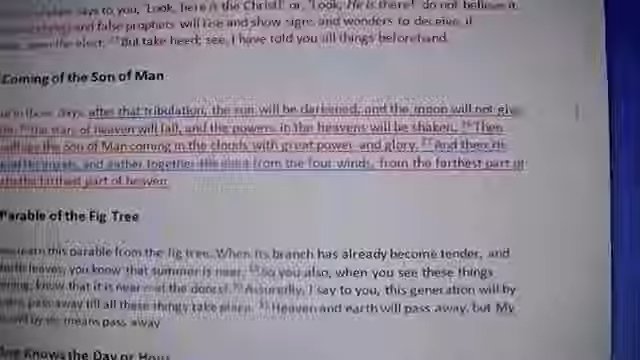 says to you, 'Look, here is the Christ!' or, 'Look, He is there!' do not believe it.
and false prophets will rise and show signs and wonders to deceive, if
the elect. But take heed; see, I have told you all things beforehand.
Coming of the Son of Man
in those days, after that tribulation, the sun will be darkened, and the moon will not give
the stars of heaven will fall, and the powers in the heavens will be shaken. 26 Then
the Son of Man coming in the clouds with great power and glory. 27 And then He
angels, and gather together the elect from the four winds, from the farthest part of
the farthest part of heaven.
Parable of the Fig Tree
learn this parable from the fig tree: When its branch has already become tender, and
leaves, you know that summer is near. So you also, when you see these things
know that it is near—at the doors! Assuredly, I say to you, this generation will by
pass away till all these things take place. 31 Heaven and earth will pass away, but My
by no means pass away.
One Knows the Day or Hour